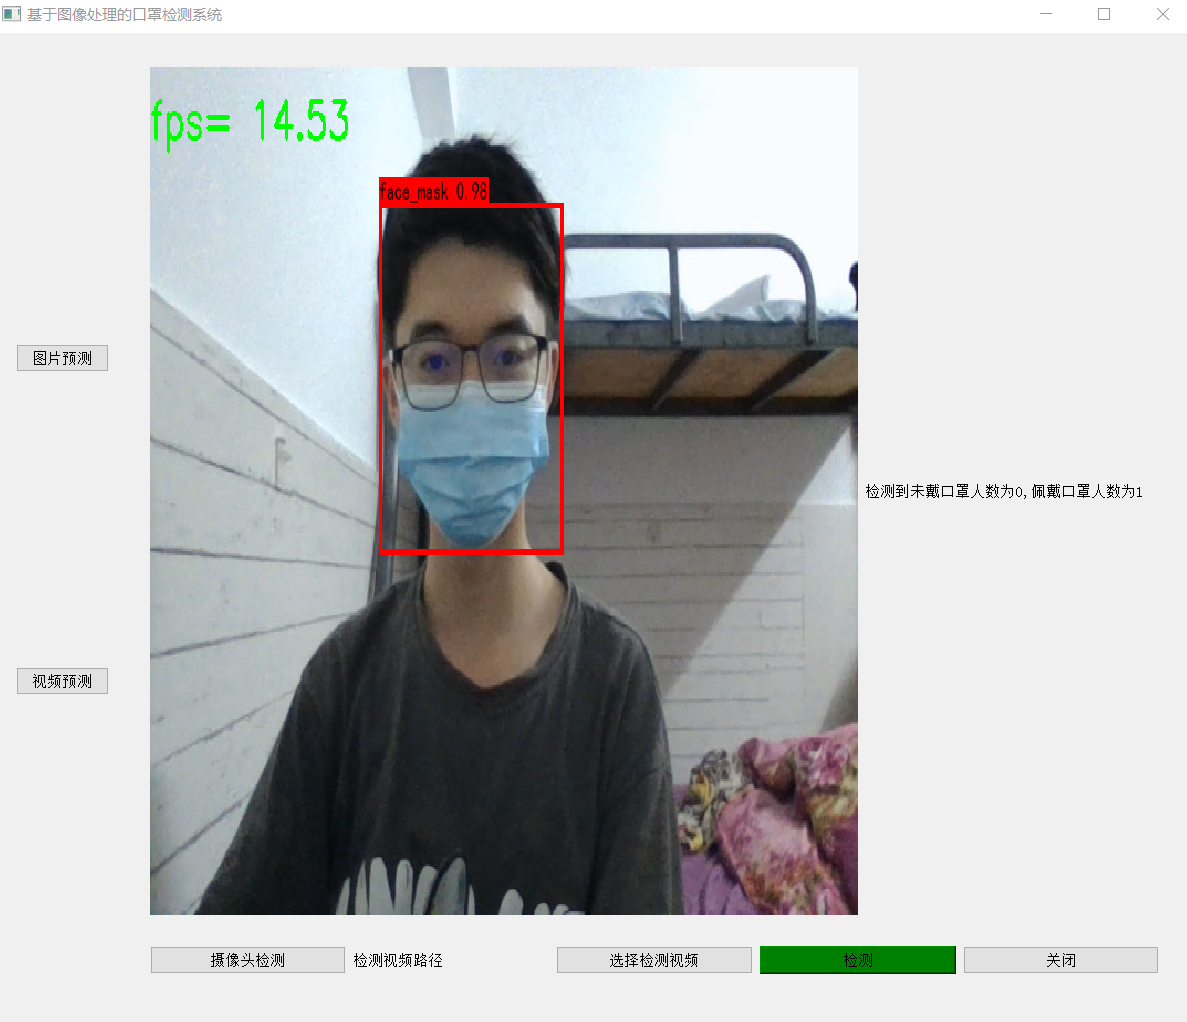 基于图像处理的口罩检测系统
fps= 14.53
face_mask 0.98
图片预测
检测到未戴口罩人数为0,佩戴口罩人数为1
视频预测
摄像头检测 检测视频路径 选择检测视频 检测 关闭